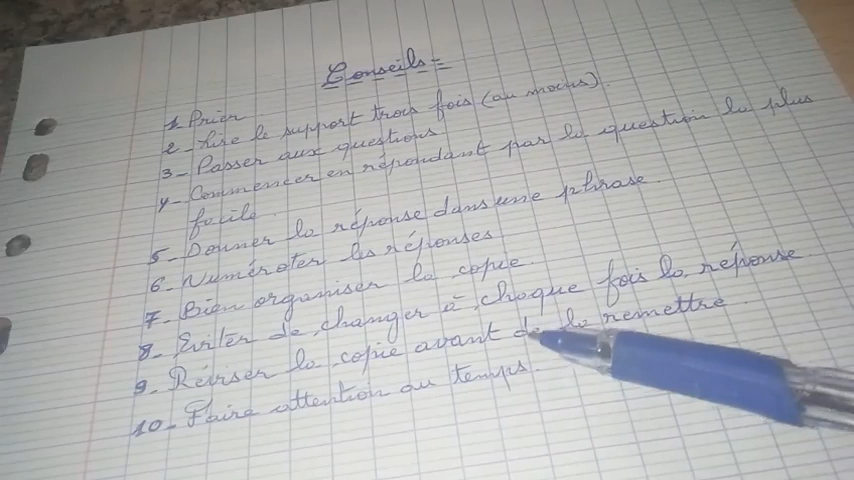 Conseils =
1. Prier
2 - Lire le support trois fois (au moins).
3 - Passer aux questions
4 - Commencer en répondant par la question la plus
facile.
5 - Donner la réponse dans une phrase.
6 - Numéroter les réponses
7 - Bien organiser la copie.
8 - Eviter de changer à chaque fois la réponse.
9 - Réviser la copie avant de la remettre.
10 - Faire attention au temps.